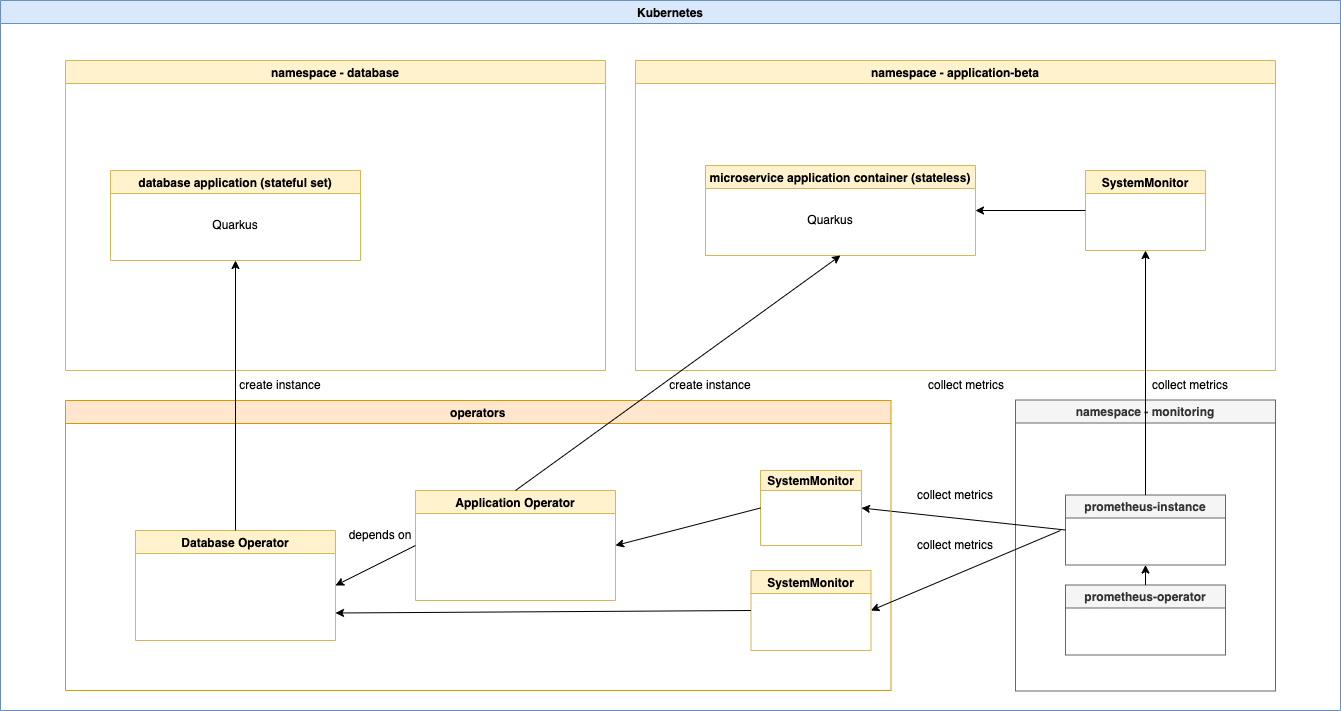 Kubernetes
namespace - database
namespace - application-beta
database application (stateful set)
Quarkus
microservice application container (stateless)
Quarkus
SystemMonitor
create instance
create instance
collect metrics
collect metrics
operators
namespace - monitoring
Database Operator
depends on
Application Operator
SystemMonitor
SystemMonitor
collect metrics
collect metrics
prometheus-instance
prometheus-operator